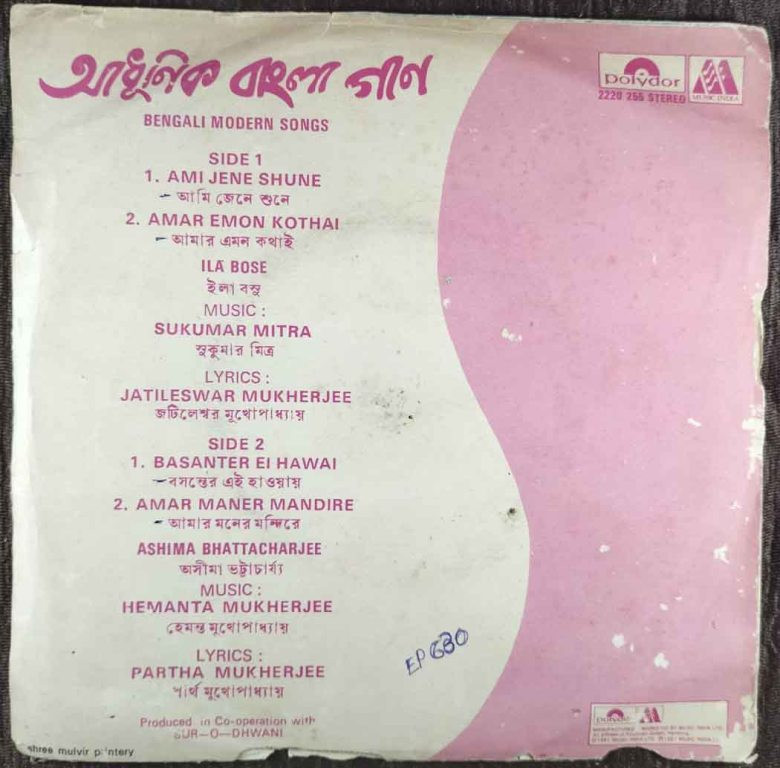 আধুনিক বাংলা গান
BENGALI MODERN SONGS
polydor
MUSIC INDIA
2220 255 STEREO
SIDE 1
1. AMI JENE SHUNE
– আমি জেনে শুনে
2. AMAR EMON KOTHAI
– আমার এমন কথাই
ILA BOSE
ইলা বসু
MUSIC :
SUKUMAR MITRA
সুকুমার মিত্র
LYRICS :
JATILESWAR MUKHERJEE
জটিলেশ্বর মুখোপাধ্যায়
SIDE 2
1. BASANTER EI HAWAI
– বসন্তের এই হাওয়ায়
2. AMAR MANER MANDIRE
– আমার মনের মন্দিরে
ASHIMA BHATTACHARJEE
অসীমা ভট্টাচার্য্য
MUSIC :
HEMANTA MUKHERJEE
হেমন্ত মুখোপাধ্যায়
LYRICS :
PARTHA MUKHERJEE
পার্থ মুখোপাধ্যায়
EP 630
Produced in Co-operation with
SUR–O–DHWANI
shree mulvir printery
polydor